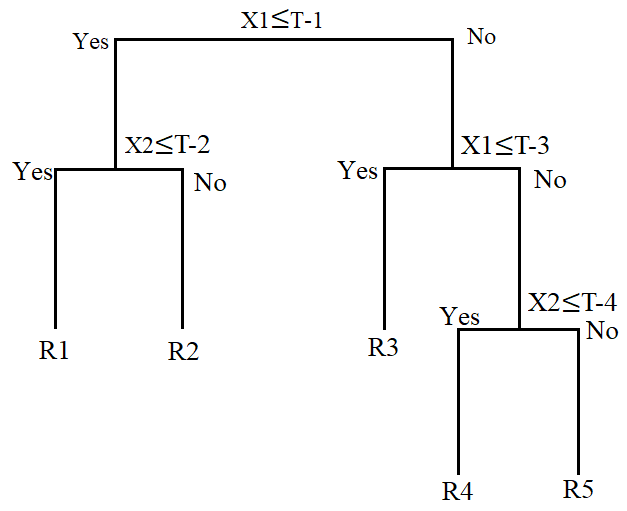 X1≤T-1
Yes
No
X2≤T-2
X1≤T-3
Yes
No
Yes
No
X2≤T-4
Yes
No
R1
R2
R3
R4
R5